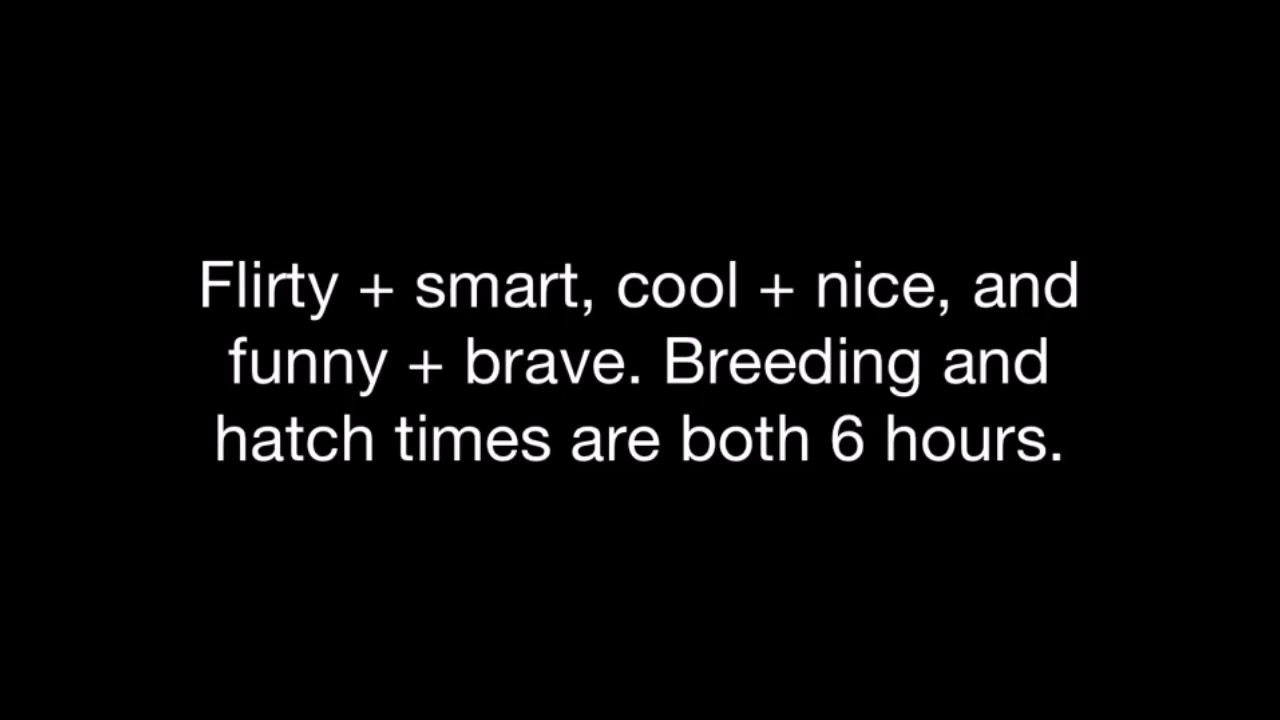 Flirty + smart, cool + nice, and
funny + brave. Breeding and
hatch times are both 6 hours.